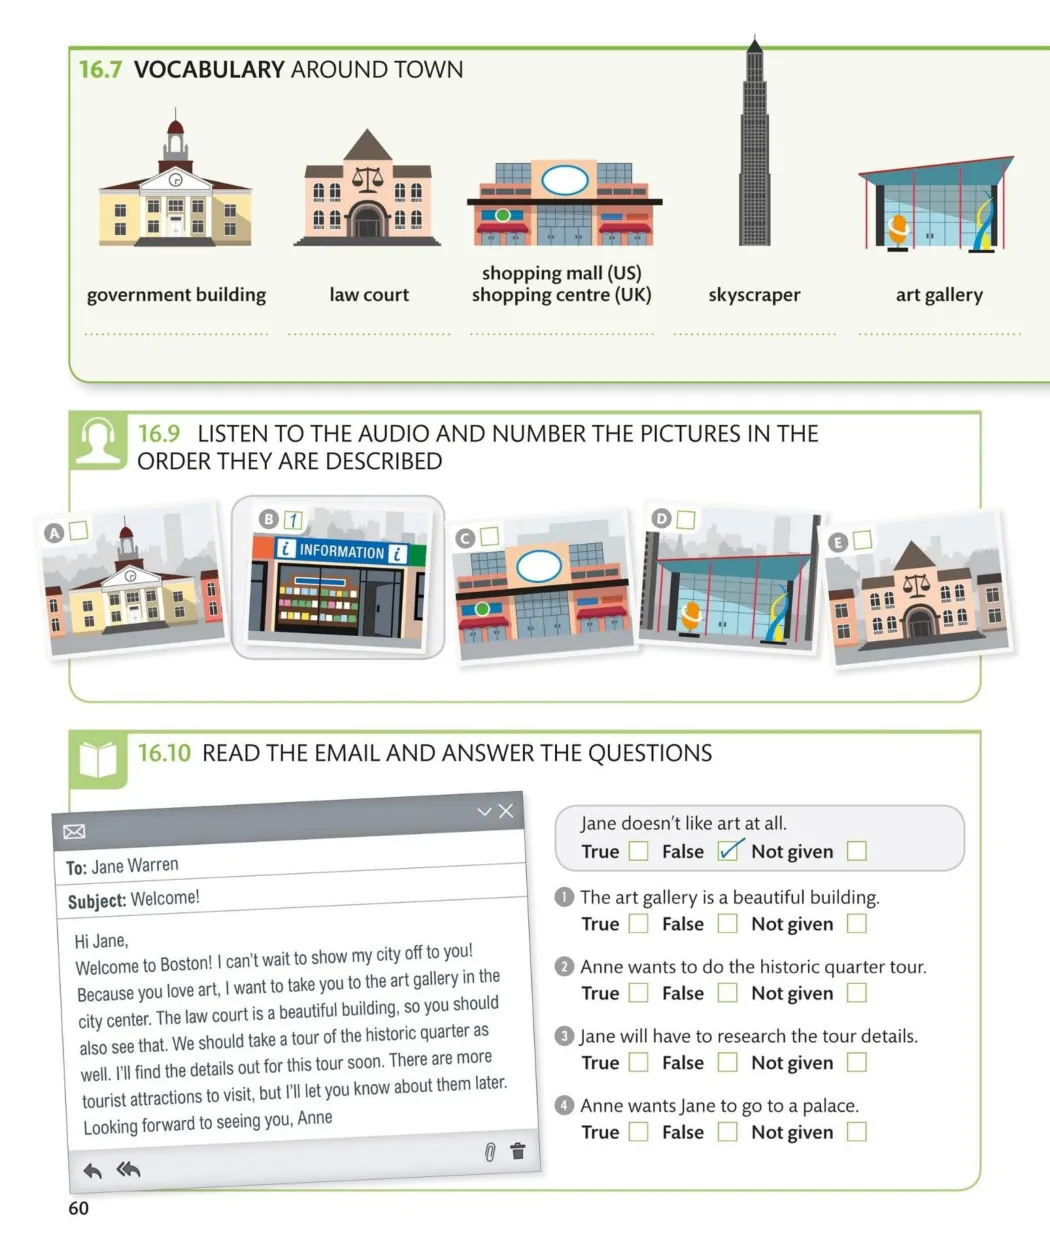 16.7 VOCABULARY AROUND TOWN
government building
law court
shopping mall (US)
shopping centre (UK)
skyscraper
art gallery
16.9 LISTEN TO THE AUDIO AND NUMBER THE PICTURES IN THE
ORDER THEY ARE DESCRIBED
A
B 1
i INFORMATION i
C
D
E
16.10 READ THE EMAIL AND ANSWER THE QUESTIONS
To: Jane Warren
Subject: Welcome!
Hi Jane,
Welcome to Boston! I can't wait to show my city off to you!
Because you love art, I want to take you to the art gallery in the
city center. The law court is a beautiful building, so you should
also see that. We should take a tour of the historic quarter as
well. I'll find the details out for this tour soon. There are more
tourist attractions to visit, but I'll let you know about them later.
Looking forward to seeing you, Anne
Jane doesn't like art at all.
True False Not given
1 The art gallery is a beautiful building.
True False Not given
2 Anne wants to do the historic quarter tour.
True False Not given
3 Jane will have to research the tour details.
True False Not given
4 Anne wants Jane to go to a palace.
True False Not given
60